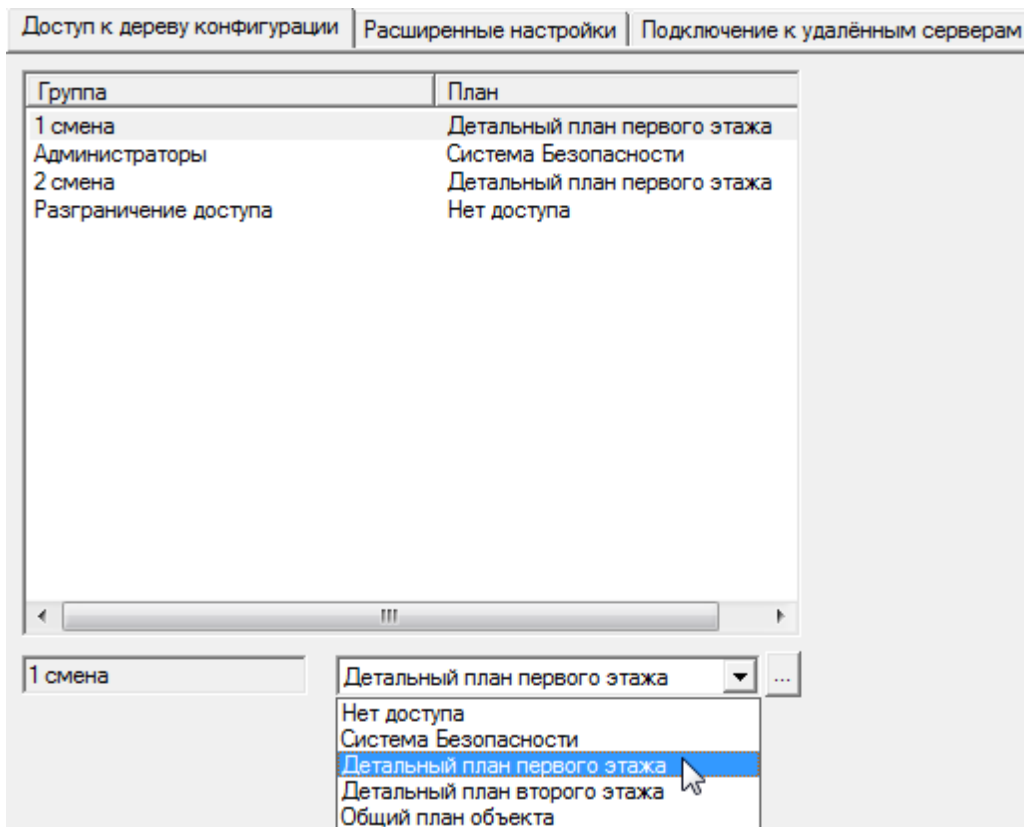 Доступ к дереву конфигурации Расширенные настройки Подключение к удалённым серверам
Группа План
1 смена Детальный план первого этажа
Администраторы Система Безопасности
2 смена Детальный план первого этажа
Разграничение доступа Нет доступа
1 смена Детальный план первого этажа ...
Нет доступа
Система Безопасности
Детальный план первого этажа
Детальный план второго этажа
Общий план объекта